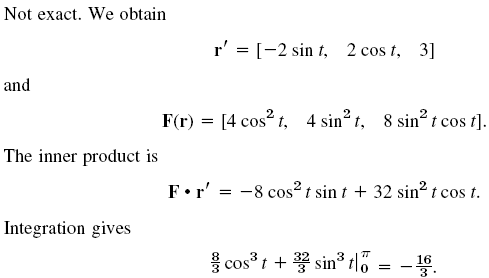 Not exact. We obtain
r′ = [−2 sin t, 2 cos t, 3]
and
F(r) = [4 cos² t, 4 sin² t, 8 sin² t cos t].
The inner product is
F • r′ = −8 cos² t sin t + 32 sin² t cos t.
Integration gives
8/3 cos³ t + 32/3 sin³ t|₀^π = −16/3.